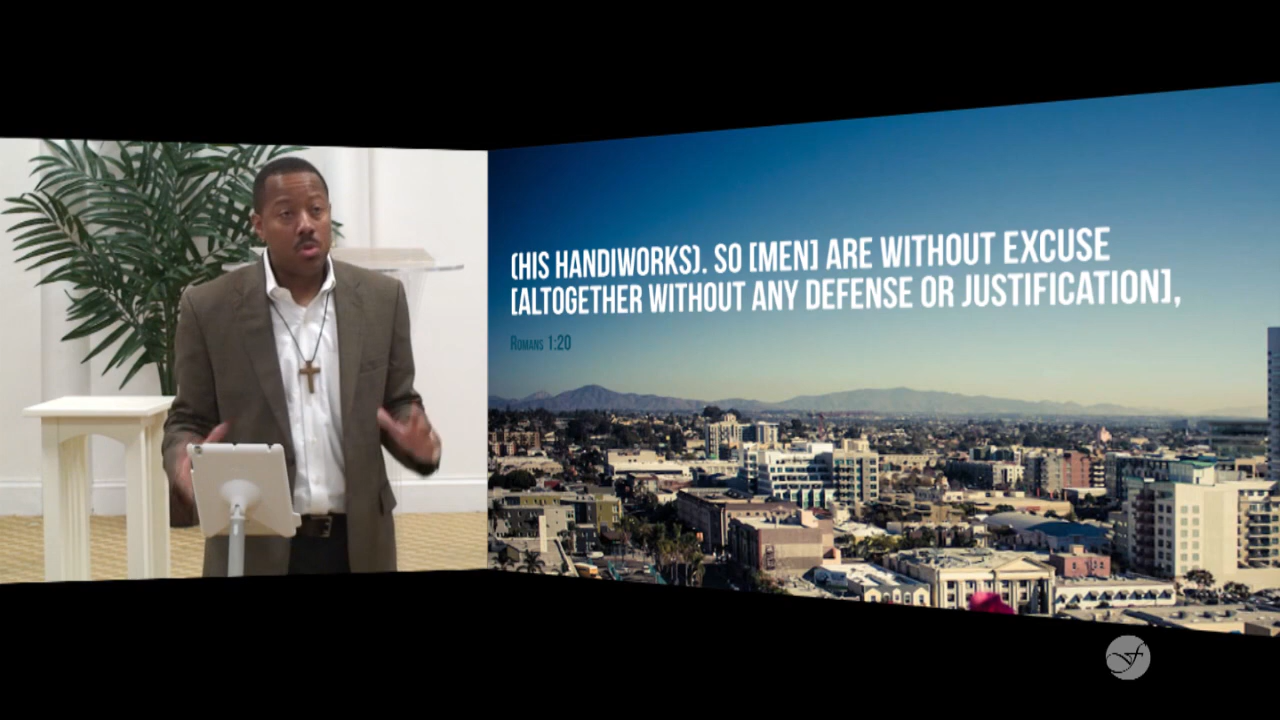 (HIS HANDIWORKS). SO [MEN] ARE WITHOUT EXCUSE
[ALTOGETHER WITHOUT ANY DEFENSE OR JUSTIFICATION],
ROMANS 1:20